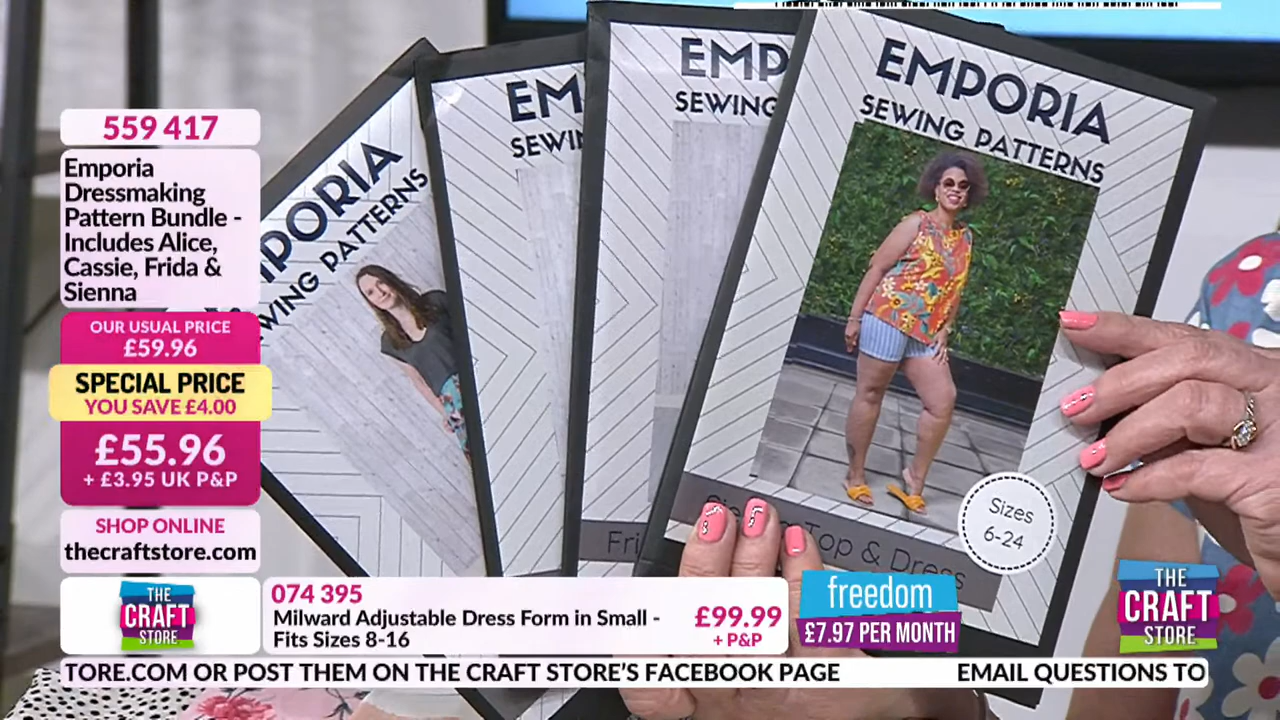 559 417
Emporia
Dressmaking
Pattern Bundle -
Includes Alice,
Cassie, Frida &
Sienna
OUR USUAL PRICE
£59.96
SPECIAL PRICE
YOU SAVE £4.00
£55.96
+ £3.95 UK P&P
SHOP ONLINE
thecraftstore.com
MPORIA
WING PATTERNS
EM
SEWIN
EMP
SEWING
Fri
EMPORIA
SEWING PATTERNS
Sizes
6-24
Top & Dress
THE
CRAFT
STORE
074 395
Milward Adjustable Dress Form in Small -
Fits Sizes 8-16
£99.99
+ P&P
freedom
£7.97 PER MONTH
THE
CRAFT
STORE
TORE.COM OR POST THEM ON THE CRAFT STORE'S FACEBOOK PAGE
EMAIL QUESTIONS TO